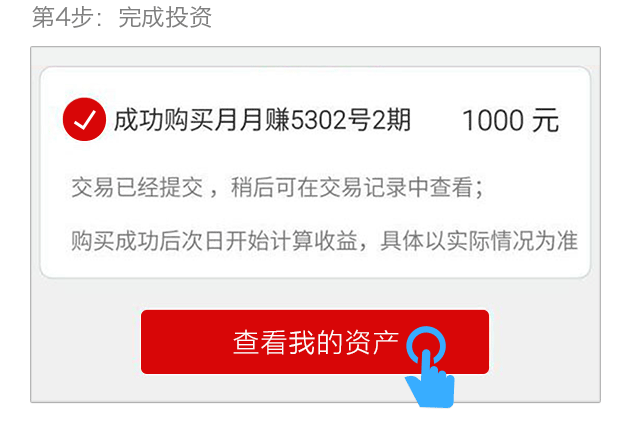 第4步：完成投资
成功购买月月赚5302号2期 1000 元
交易已经提交 ，稍后可在交易记录中查看；
购买成功后次日开始计算收益，具体以实际情况为准
查看我的资产